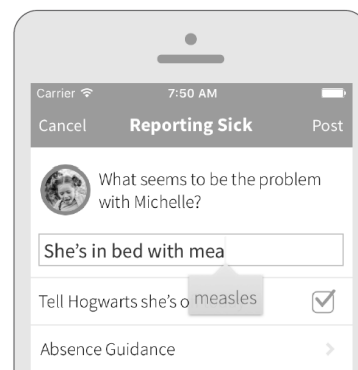 Carrier 7:50 AM
Cancel Reporting Sick Post
What seems to be the problem
with Michelle?
She's in bed with mea
measles
Tell Hogwarts she's o
Absence Guidance